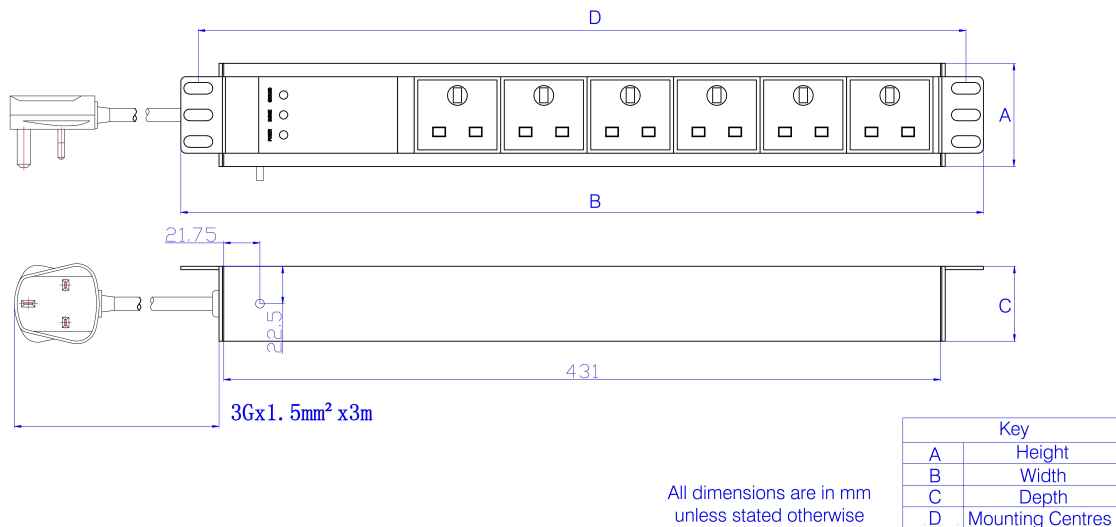 D
A
B
21.75
22.5
C
431
3Gx1.5mm² x3m
All dimensions are in mm
unless stated otherwise
Key
A Height
B Width
C Depth
D Mounting Centres